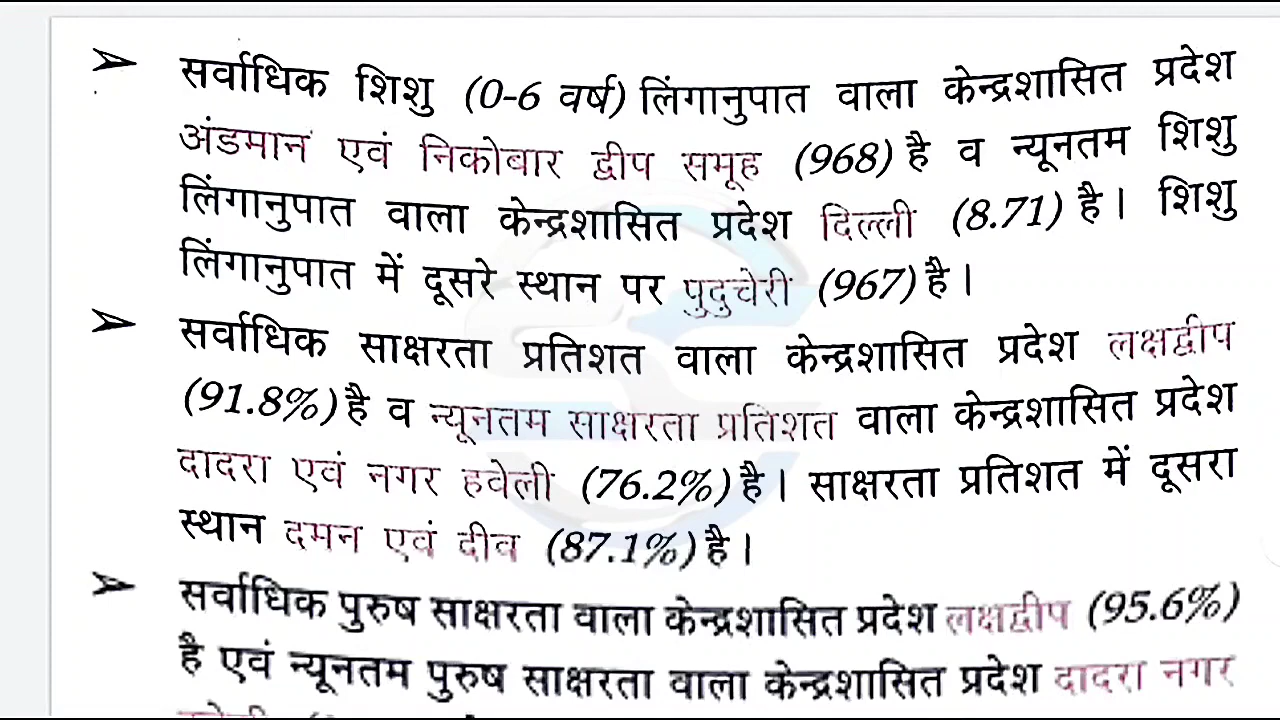 ➢ सर्वाधिक शिशु (0-6 वर्ष) लिंगानुपात वाला केन्द्रशासित प्रदेश
अंडमान एवं निकोबार द्वीप समूह (968) है व न्यूनतम शिशु
लिंगानुपात वाला केन्द्रशासित प्रदेश दिल्ली (8.71) है। शिशु
लिंगानुपात में दूसरे स्थान पर पुदुचेरी (967) है।
➢ सर्वाधिक साक्षरता प्रतिशत वाला केन्द्रशासित प्रदेश लक्षद्वीप
(91.8%) है व न्यूनतम साक्षरता प्रतिशत वाला केन्द्रशासित प्रदेश
दादरा एवं नगर हवेली (76.2%) है। साक्षरता प्रतिशत में दूसरा
स्थान दमन एवं दीव (87.1%) है।
➢ सर्वाधिक पुरुष साक्षरता वाला केन्द्रशासित प्रदेश लक्षद्वीप (95.6%)
है एवं न्यूनतम पुरुष साक्षरता वाला केन्द्रशासित प्रदेश दादरा नगर